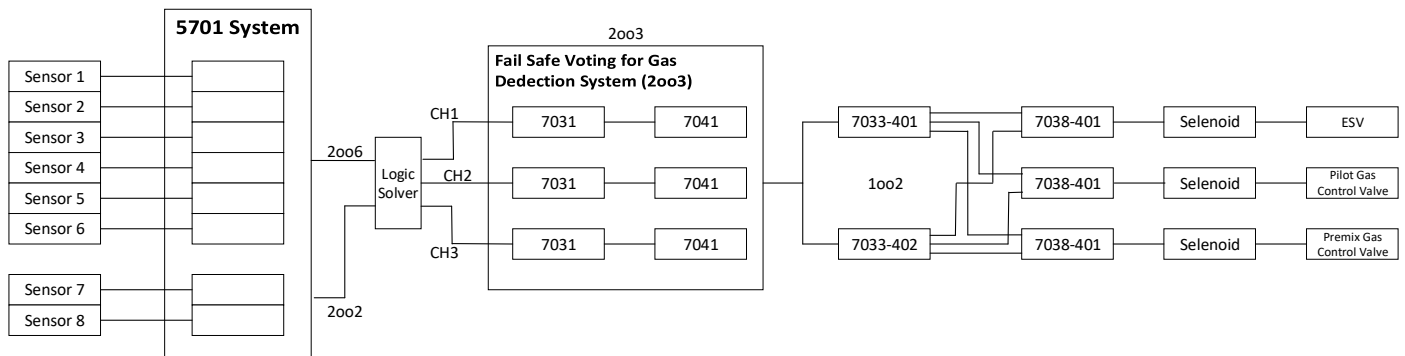 5701 System
Sensor 1
Sensor 2
Sensor 3
Sensor 4
Sensor 5
Sensor 6
Sensor 7
Sensor 8
2oo6
2oo2
Logic
Solver
CH1
CH2
CH3
2oo3
Fail Safe Voting for Gas
Dedection System (2oo3)
7031
7041
7031
7041
7031
7041
7033-401
1oo2
7033-402
7038-401
Selenoid
ESV
7038-401
Selenoid
Pilot Gas
Control Valve
7038-401
Selenoid
Premix Gas
Control Valve